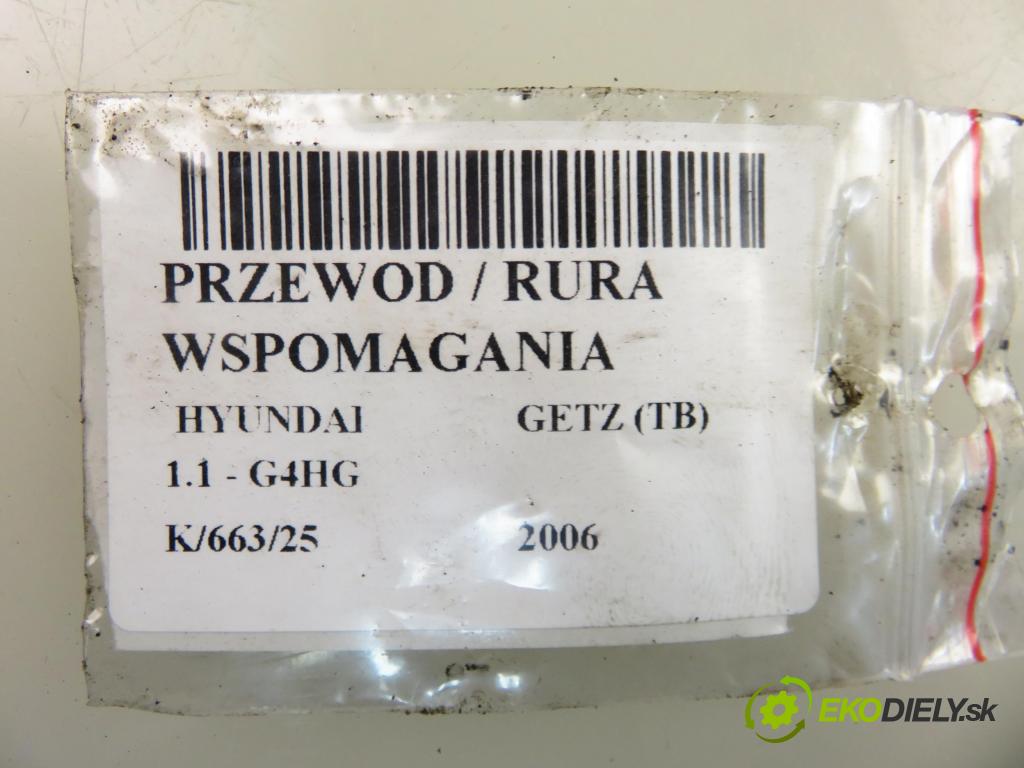 PRZEWOD / RURA
WSPOMAGANIA
HYUNDAI GETZ (TB)
1.1 - G4HG
K/663/25 2006
EKODIELY.sk